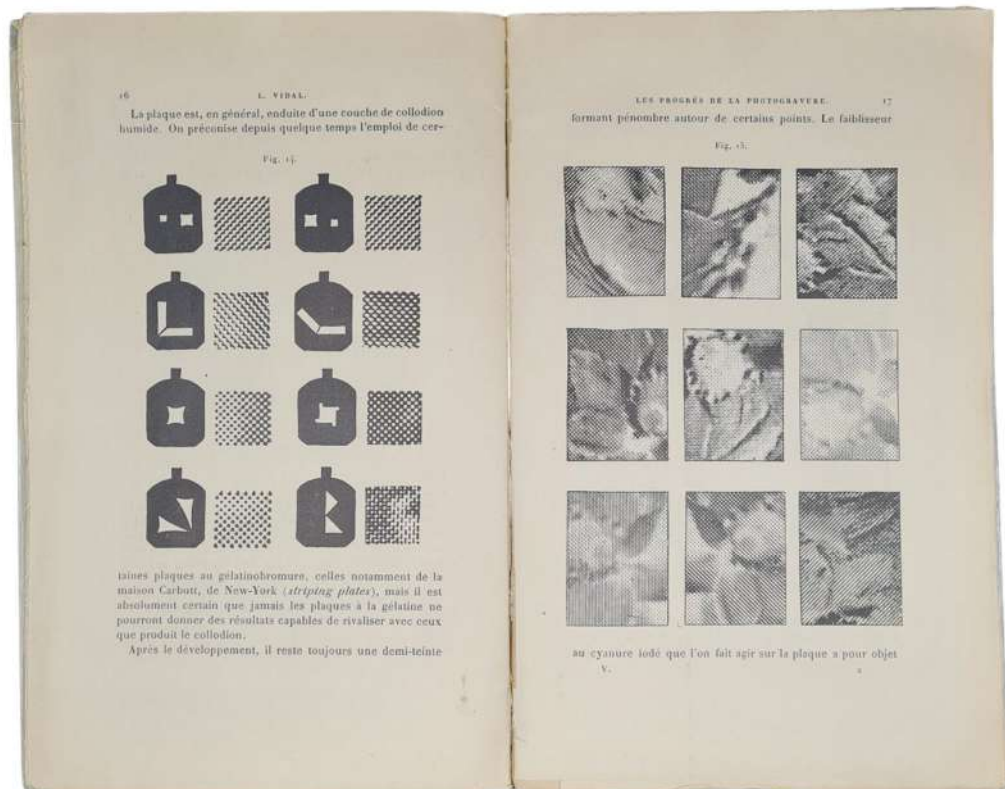 16
L. VIDAL.
La plaque est, en général, enduite d'une couche de collodion
humide. On préconise depuis quelque temps l'emploi de cer-
Fig. 14.
taines plaques au gélatinobromure, celles notamment de la
maison Carbutt, de New-York (striping plates), mais il est
absolument certain que jamais les plaques à la gélatine ne
pourront donner des résultats capables de rivaliser avec ceux
que produit le collodion.
Après le développement, il reste toujours une demi-teinte
LES PROGRÈS DE LA PHOTOGRAVURE.
17
formant pénombre autour de certains points. Le faiblisseur
Fig. 15.
au cyanure iodé que l'on fait agir sur la plaque a pour objet
V.
2